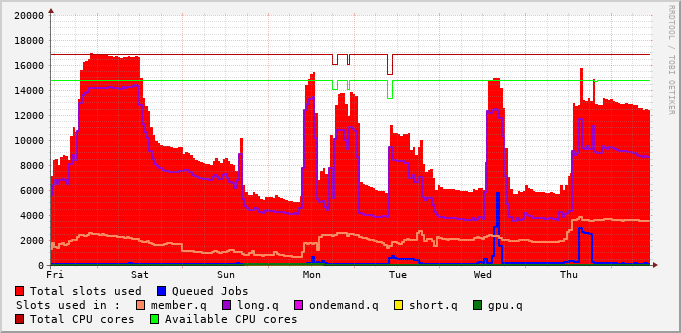 20000
18000
16000
14000
12000
10000
8000
6000
4000
2000
0
Fri Sat Sun Mon Tue Wed Thu
RRDTOOL / TOBI OETIKER
Total slots used Queued Jobs
Slots used in : member.q long.q ondemand.q short.q gpu.q
Total CPU cores Available CPU cores